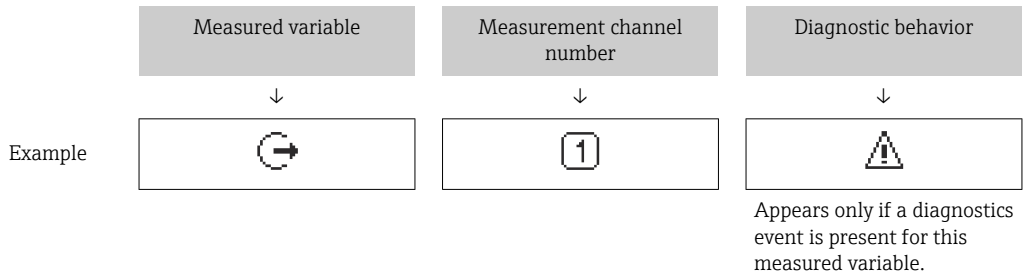 Measured variable
Measurement channel
number
Diagnostic behavior
↓ ↓ ↓
Example
1
Appears only if a diagnostics
event is present for this
measured variable.